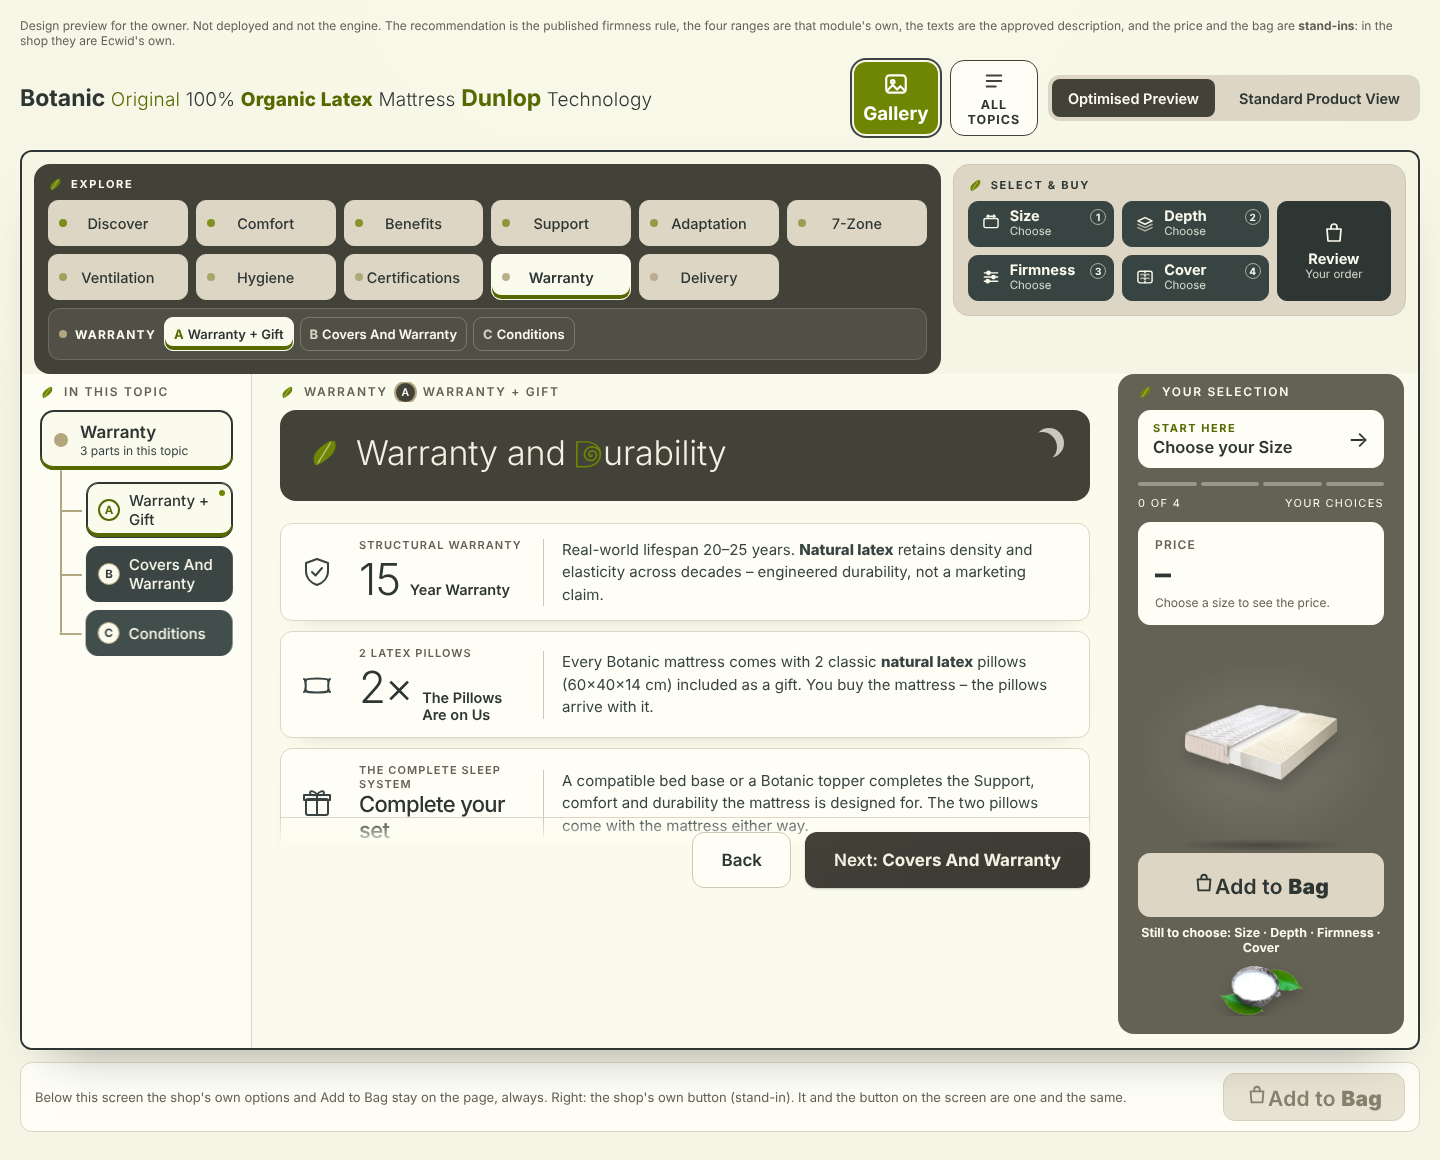 Design preview for the owner. Not deployed and not the engine. The recommendation is the published firmness rule, the four ranges are that module's own, the texts are the approved description, and the price and the bag are stand-ins: in the
shop they are Ecwid's own.
Botanic Original 100% Organic Latex Mattress Dunlop Technology
Gallery
ALL
TOPICS
Optimised Preview
Standard Product View
EXPLORE
Discover
Comfort
Benefits
Support
Adaptation
7-Zone
Ventilation
Hygiene
Certifications
Warranty
Delivery
WARRANTY
A Warranty + Gift
B Covers And Warranty
C Conditions
SELECT & BUY
Size
Choose
1
Depth
Choose
2
Firmness
Choose
3
Cover
Choose
4
Review
Your order
IN THIS TOPIC
Warranty
3 parts in this topic
A
Warranty +
Gift
B
Covers And
Warranty
C
Conditions
WARRANTY A WARRANTY + GIFT
Warranty and Durability
STRUCTURAL WARRANTY
15 Year Warranty
Real-world lifespan 20–25 years. Natural latex retains density and
elasticity across decades – engineered durability, not a marketing
claim.
2 LATEX PILLOWS
2× The Pillows
Are on Us
Every Botanic mattress comes with 2 classic natural latex pillows
(60×40×14 cm) included as a gift. You buy the mattress – the pillows
arrive with it.
THE COMPLETE SLEEP
SYSTEM
Complete your
set
A compatible bed base or a Botanic topper completes the Support,
comfort and durability the mattress is designed for. The two pillows
come with the mattress either way.
Back
Next: Covers And Warranty
YOUR SELECTION
START HERE
Choose your Size
0 OF 4
YOUR CHOICES
PRICE
–
Choose a size to see the price.
Add to Bag
Still to choose: Size · Depth · Firmness ·
Cover
Below this screen the shop's own options and Add to Bag stay on the page, always. Right: the shop's own button (stand-in). It and the button on the screen are one and the same.
Add to Bag